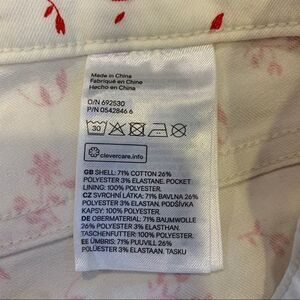 Made in China
Fabriqué en Chine
Hecho en China
O/N 692530
P/N 0542846 6
30
clevercare.info
GB SHELL: 71% COTTON 26%
POLYESTER 3% ELASTANE. POCKET
LINING: 100% POLYESTER.
CZ SVRCHNÍ LÁTKA: 71% BAVLNA 26%
POLYESTER 3% ELASTAN. PODŠÍVKA
KAPSY: 100% POLYESTER.
DE OBERMATERIAL: 71% BAUMWOLLE
26% POLYESTER 3% ELASTHAN.
TASCHENFUTTER: 100% POLYESTER.
EE ÜMBRIS: 71% PUUVILL 26%
POLÜESTER 3% ELASTAAN. TASKU